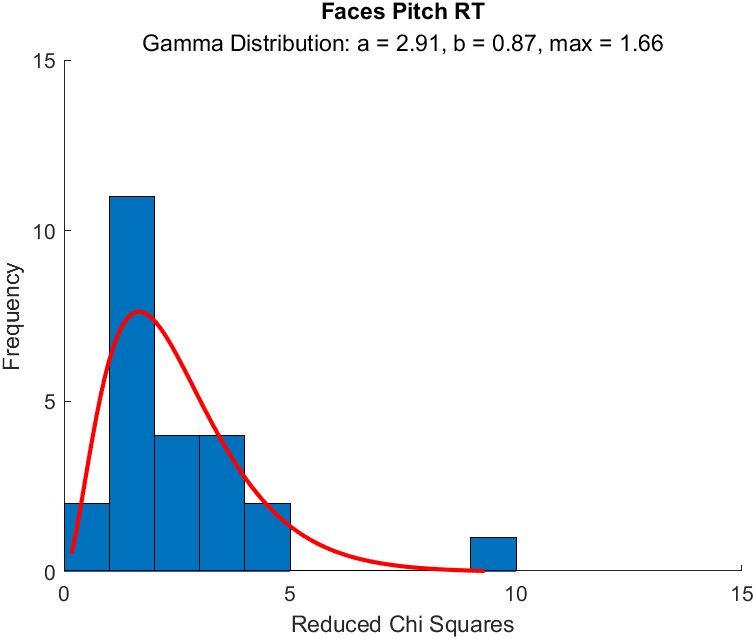 Faces Pitch RT
Gamma Distribution: a = 2.91, b = 0.87, max = 1.66
15
10
5
0
Frequency
0 5 10 15
Reduced Chi Squares